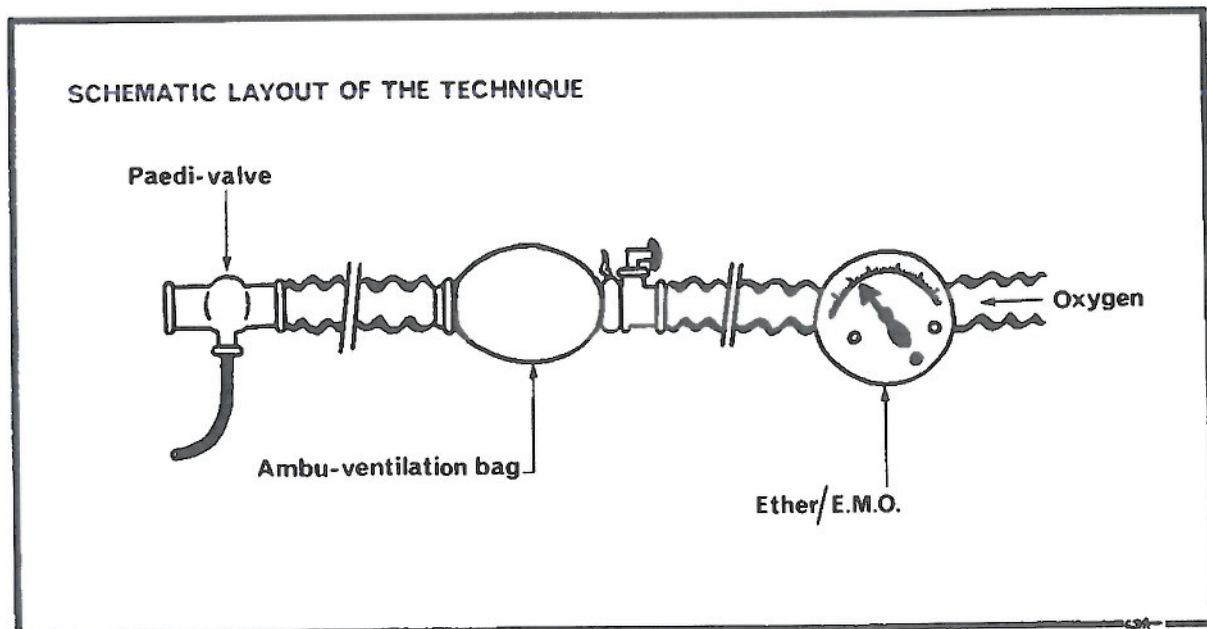 SCHEMATIC LAYOUT OF THE TECHNIQUE
Paedi-valve
Oxygen
Ambu-ventilation bag
Ether/E.M.O.